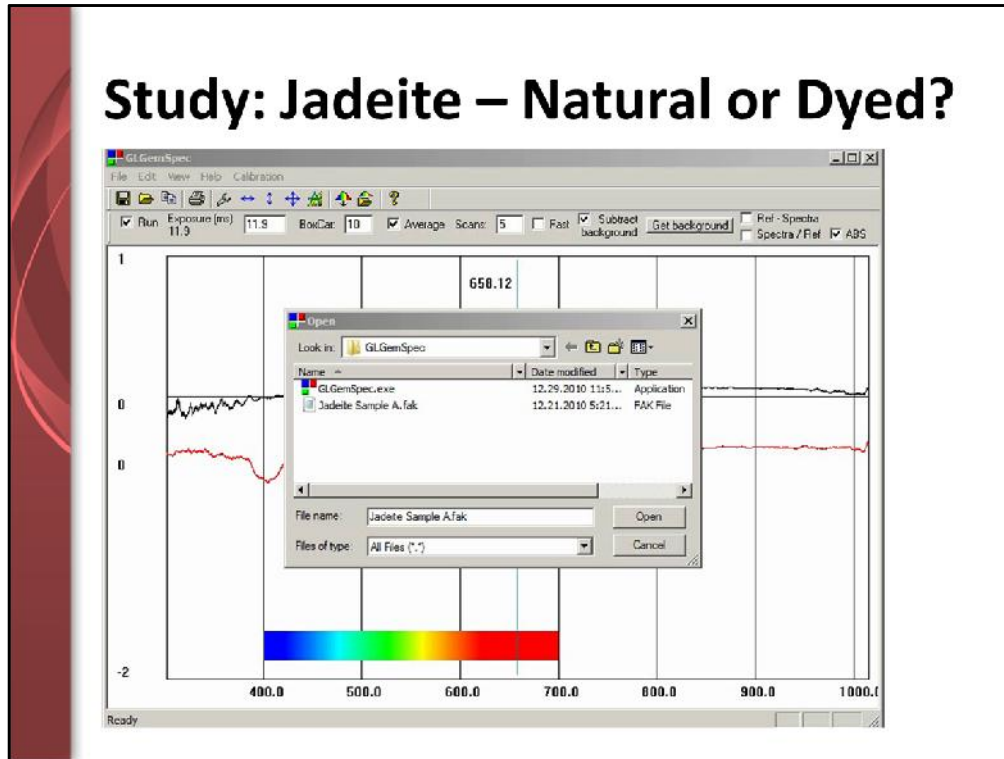 Study: Jadeite – Natural or Dyed?
GLGemSpec
File Edit View Help Calibration
Run Exposure (ms) 11.9 11.9 BoxCar: 10 Average Scans: 5 Fast Subtract background Get background Ref - Spectra Spectra / Ref ABS
1
658.12
Open
Look in: GLGemSpec
Name Date modified Type
GLGemSpec.exe 12.29.2010 11:5... Application
Jadeite Sample A.fak 12.21.2010 5:21... FAK File
0
0
File name: Jadeite Sample A.fak Open
Files of type: All Files (*.*) Cancel
-2
400.0 500.0 600.0 700.0 800.0 900.0 1000.(
Ready